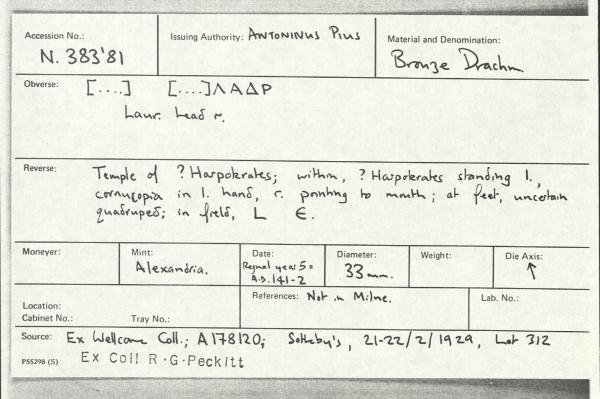 Accession No.: Issuing Authority: ANTONINUS PIUS Material and Denomination:
N. 383'81 Bronze Drachm.
Obverse: [....] [....]ΛΑΔΡ
Laur. head r.
Reverse: Temple of ? Harpokrates; within, ? Harpokrates standing l.,
cornucopia in l. hand, r. pointing to mouth; at feet, uncertain
quadruped; in field, L Є.
Moneyer: Mint: Date: Diameter: Weight: Die Axis:
Alexandria. Regnal year 5 = 33 mm. ↑
A.D. 141-2
References: Not in Milne. Lab. No.:
Location:
Cabinet No.: Tray No.:
Source: Ex Wellcome Coll.; A178120; Sotheby's, 21-22/2/1929, Lot 312
P55298 (S) Ex Coll R.G.Peckitt